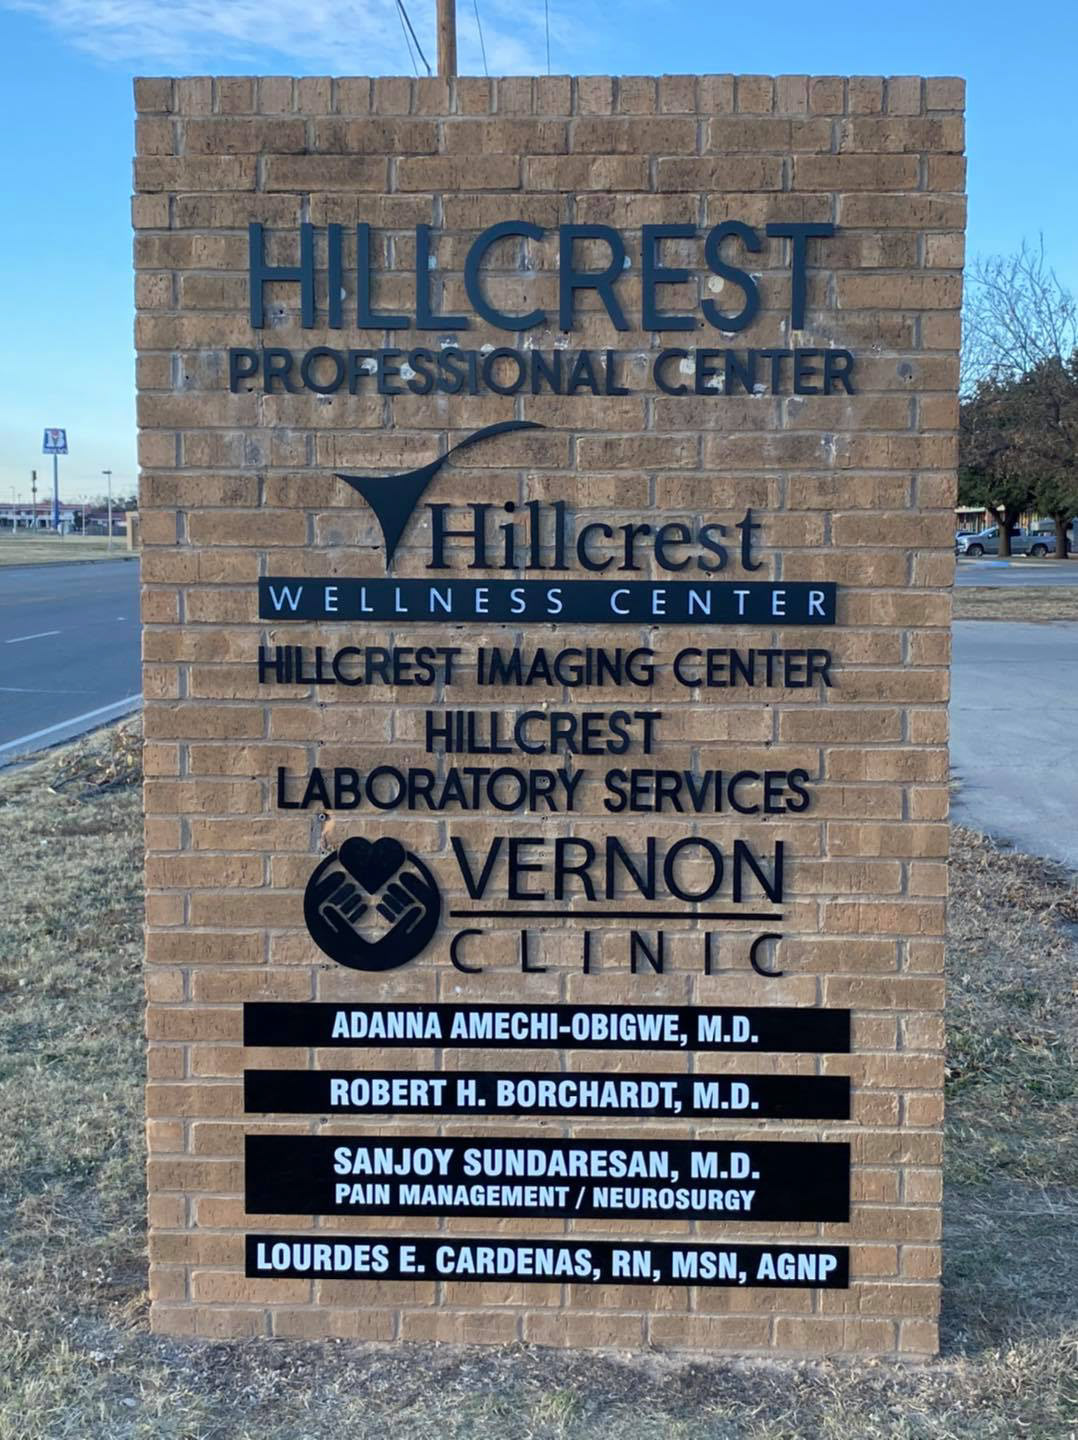 HILLCREST
PROFESSIONAL CENTER
Hillcrest
WELLNESS CENTER
HILLCREST IMAGING CENTER
HILLCREST
LABORATORY SERVICES
VERNON
CLINIC
ADANNA AMECHI-OBIGWE, M.D.
ROBERT H. BORCHARDT, M.D.
SANJOY SUNDARESAN, M.D.
PAIN MANAGEMENT / NEUROSURGY
LOURDES E. CARDENAS, RN, MSN, AGNP